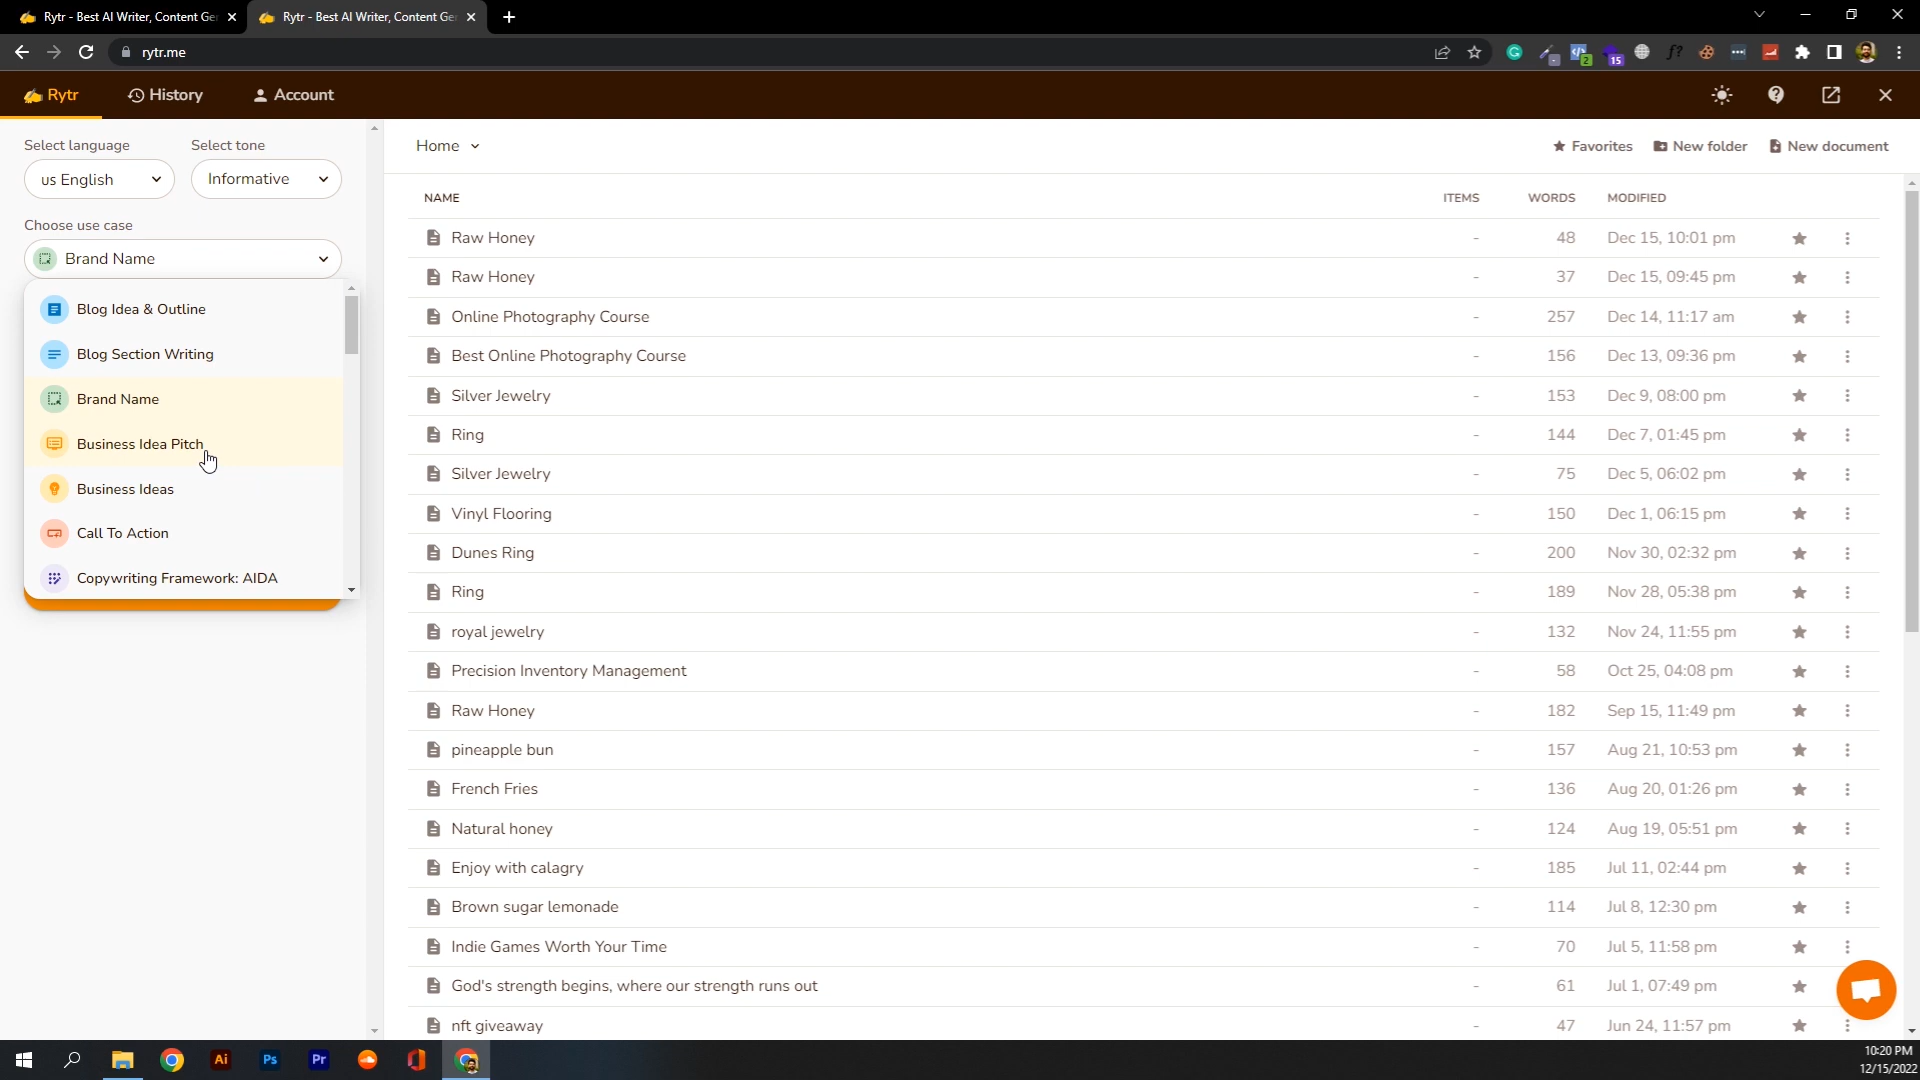 Rytr - Best AI Writer, Content Ger
Rytr - Best AI Writer, Content Ger
rytr.me
2
15
f?
Rytr
History
Account
Select language
Select tone
us English
Informative
Choose use case
Brand Name
Blog Idea & Outline
Blog Section Writing
Brand Name
Business Idea Pitch
Business Ideas
Call To Action
Copywriting Framework: AIDA
Home
Favorites
New folder
New document
NAME ITEMS WORDS MODIFIED
Raw Honey - 48 Dec 15, 10:01 pm
Raw Honey - 37 Dec 15, 09:45 pm
Online Photography Course - 257 Dec 14, 11:17 am
Best Online Photography Course - 156 Dec 13, 09:36 pm
Silver Jewelry - 153 Dec 9, 08:00 pm
Ring - 144 Dec 7, 01:45 pm
Silver Jewelry - 75 Dec 5, 06:02 pm
Vinyl Flooring - 150 Dec 1, 06:15 pm
Dunes Ring - 200 Nov 30, 02:32 pm
Ring - 189 Nov 28, 05:38 pm
royal jewelry - 132 Nov 24, 11:55 pm
Precision Inventory Management - 58 Oct 25, 04:08 pm
Raw Honey - 182 Sep 15, 11:49 pm
pineapple bun - 157 Aug 21, 10:53 pm
French Fries - 136 Aug 20, 01:26 pm
Natural honey - 124 Aug 19, 05:51 pm
Enjoy with calagry - 185 Jul 11, 02:44 pm
Brown sugar lemonade - 114 Jul 8, 12:30 pm
Indie Games Worth Your Time - 70 Jul 5, 11:58 pm
God's strength begins, where our strength runs out - 61 Jul 1, 07:49 pm
nft giveaway - 47 Jun 24, 11:57 pm
Ai
Ps
Pr
10:20 PM
12/15/2022